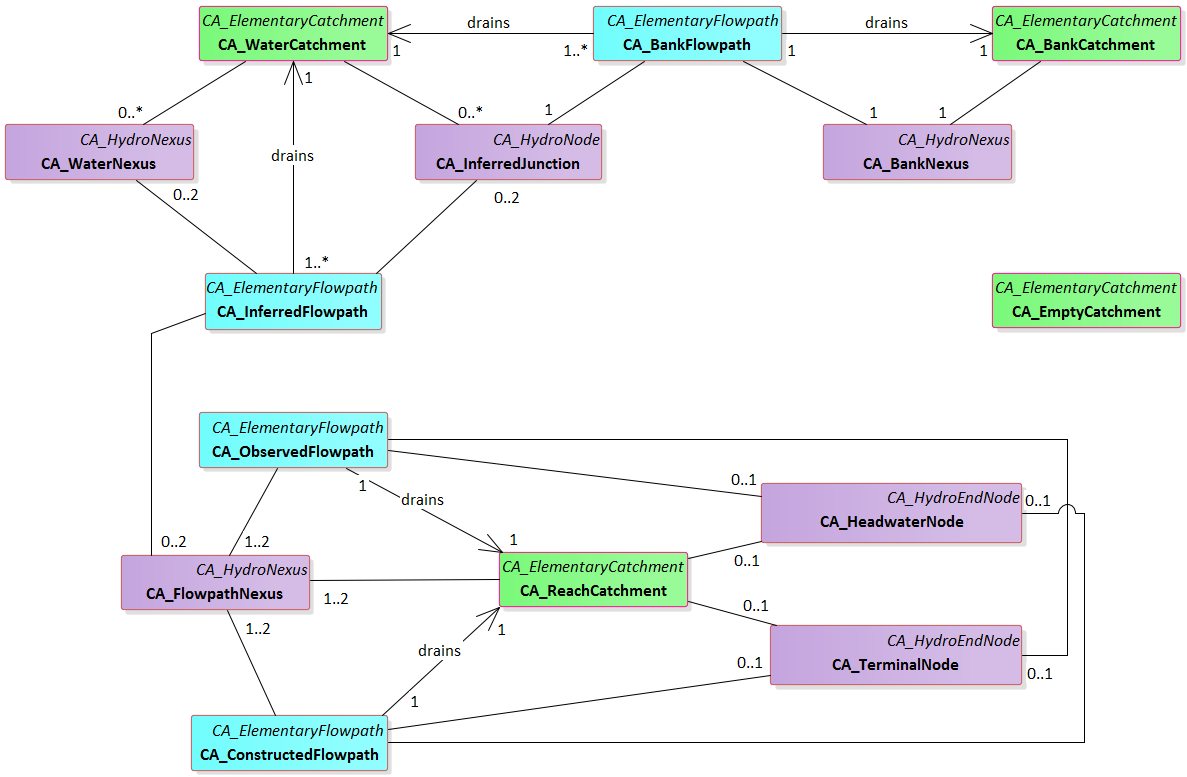 CA_ElementaryCatchment
CA_WaterCatchment
drains
1
1..*
CA_ElementaryFlowpath
CA_BankFlowpath
drains
1
1
CA_ElementaryCatchment
CA_BankCatchment
1
0..*
0..*
1
1
1
CA_HydroNexus
CA_WaterNexus
drains
CA_HydroNode
CA_InferredJunction
CA_HydroNexus
CA_BankNexus
0..2
0..2
1..*
CA_ElementaryFlowpath
CA_InferredFlowpath
CA_ElementaryCatchment
CA_EmptyCatchment
CA_ElementaryFlowpath
CA_ObservedFlowpath
1
drains
0..1
CA_HydroEndNode
CA_HeadwaterNode
0..1
0..2
1..2
1
0..1
CA_HydroNexus
CA_FlowpathNexus
CA_ElementaryCatchment
CA_ReachCatchment
1..2
1..2
0..1
1
drains
CA_HydroEndNode
CA_TerminalNode
0..1
0..1
1
CA_ElementaryFlowpath
CA_ConstructedFlowpath